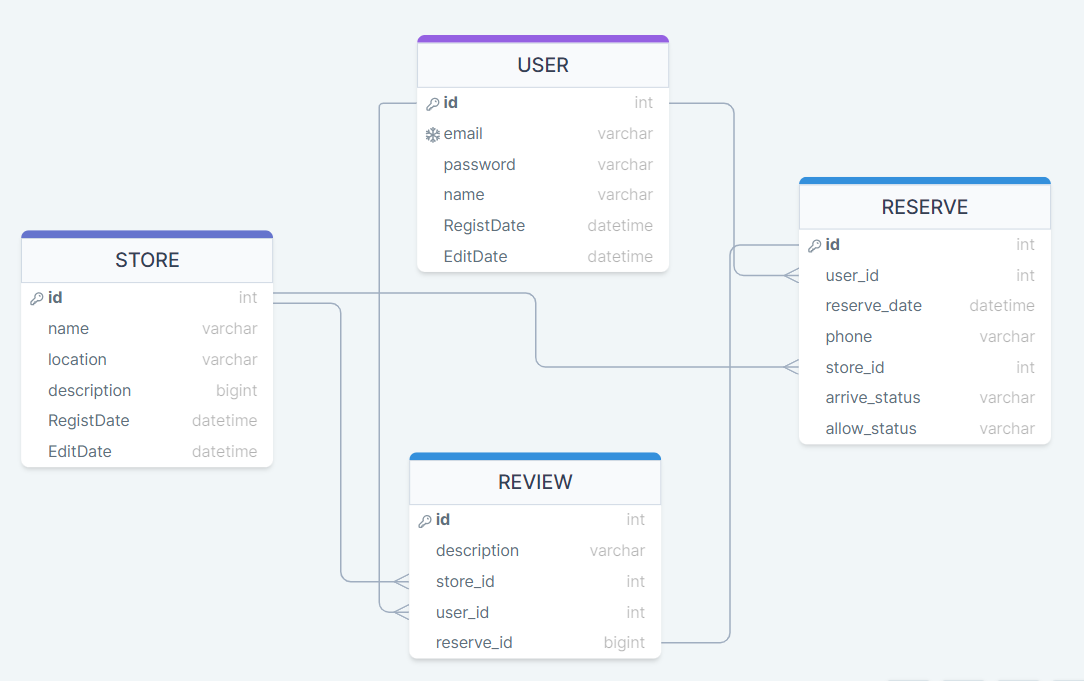 USER
id int
email varchar
password varchar
name varchar
RegistDate datetime
EditDate datetime
RESERVE
id int
user_id int
reserve_date datetime
phone varchar
store_id int
arrive_status varchar
allow_status varchar
STORE
id int
name varchar
location varchar
description bigint
RegistDate datetime
EditDate datetime
REVIEW
id int
description varchar
store_id int
user_id int
reserve_id bigint